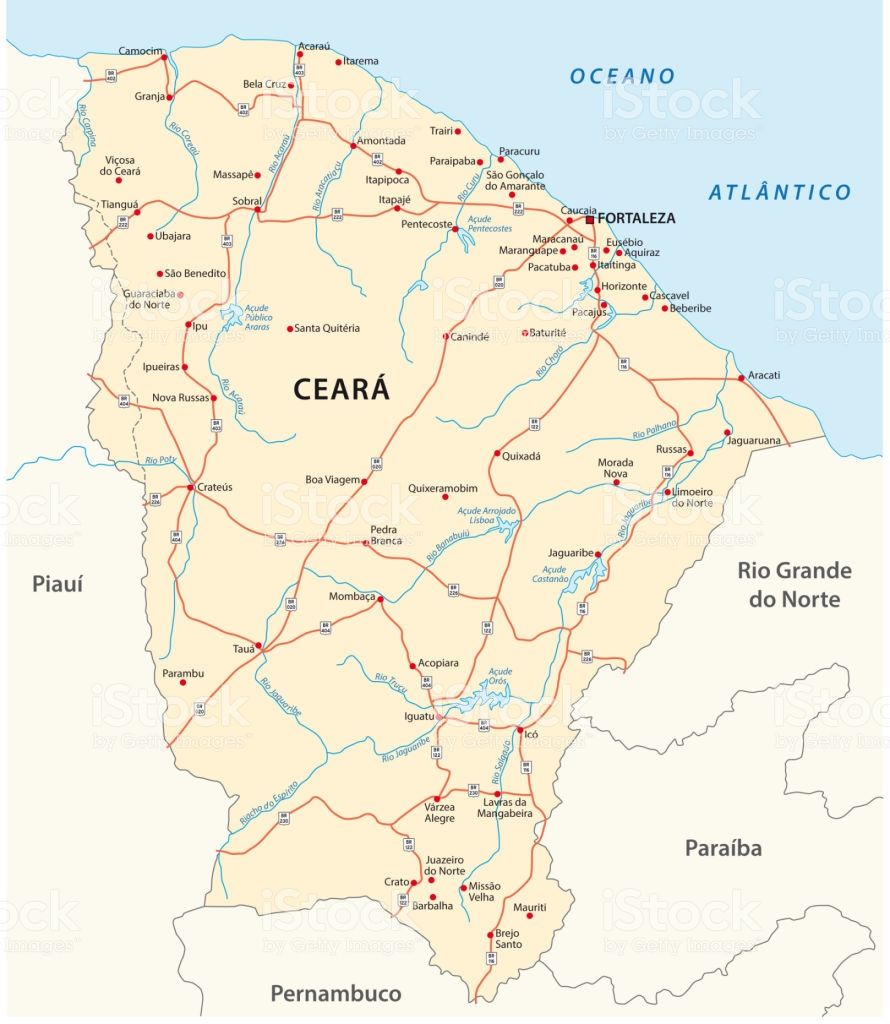 Acaraú
Camocim
Itarema
BR
402
BR
403
Bela Cruz
OCEANO
Granja
BR
402
Rio Carpina
Rio Coreaú
Rio Acaraú
Trairi
Amontada
BR
402
Paracuru
Paraipaba
Viçosa
do Ceará
Massapê
Rio Aracatiaçu
Itapipoca
Rio Curu
São Gonçalo
do Amarante
ATLÂNTICO
Tianguá
Sobral
Itapajé
BR
222
BR
222
BR
222
Caucaia
FORTALEZA
Açude
Pentecostes
Pentecoste
Ubajara
BR
403
Maracanau
Eusébio
Maranguape
BR
116
Aquiraz
Pacatuba
Itaitinga
São Benedito
BR
020
Guaraciaba
do Norte
Horizonte
Cascavel
Pacajus
Beberibe
Açude
Público
Araras
Ipu
Santa Quitéria
Canindé
Baturité
Rio Choró
Ipueiras
BR
116
Aracati
CEARÁ
Nova Russas
Rio Acaraú
BR
404
BR
403
BR
122
Rio Palhano
Jaguaruana
Rio Poty
Quixadá
Russas
BR
020
Morada
Nova
BR
116
Crateús
Boa Viagem
Quixeramobim
Limoeiro
do Norte
BR
226
Açude Arrojado
Lisboa
Rio Jaguaribe
BR
404
Pedra
Branca
Rio Banabuiú
Jaguaribe
Açude
Castanão
Piauí
Rio Grande
do Norte
BR
020
Mombaça
BR
226
BR
116
BR
404
BR
122
Tauá
BR
226
Parambu
Acopiara
Rio Truçu
BR
404
Açude
Orós
Rio Jaguaribe
BR
020
Iguatu
BR
404
Icó
Rio Jaguaribe
BR
122
Rio Salgado
BR
116
Riacho do Espirito
BR
230
BR
230
Várzea
Alegre
Lavras da
Mangabeira
BR
122
Paraíba
Juazeiro
do Norte
Crato
Missão
Velha
BR
122
Barbalha
Mauriti
Brejo
Santo
BR
116
Pernambuco
iStock
by Getty Images